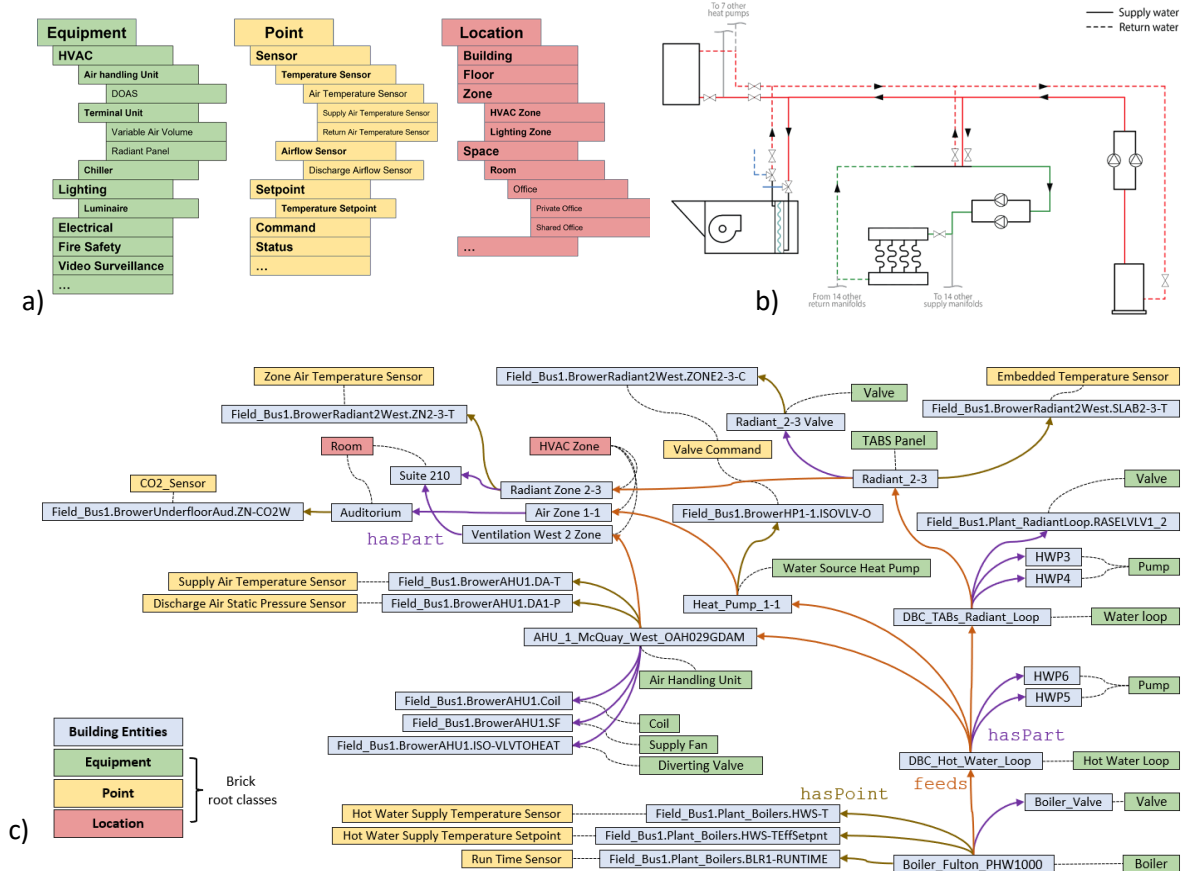 Equipment
HVAC
Air handling Unit
DOAS
Terminal Unit
Variable Air Volume
Radiant Panel
Chiller
Lighting
Luminaire
Electrical
Fire Safety
Video Surveillance
...
Point
Sensor
Temperature Sensor
Air Temperature Sensor
Supply Air Temperature Sensor
Return Air Temperature Sensor
Airflow Sensor
Discharge Airflow Sensor
Setpoint
Temperature Setpoint
Command
Status
...
Location
Building
Floor
Zone
HVAC Zone
Lighting Zone
Space
Room
Office
Private Office
Shared Office
...
a)
To 7 other
heat pumps
Supply water
Return water
From 14 other
return manifolds
To 14 other
supply manifolds
b)
Zone Air Temperature Sensor
Field_Bus1.BrowerRadiant2West.ZONE2-3-C
Embedded Temperature Sensor
Field_Bus1.BrowerRadiant2West.ZN2-3-T
Valve
Field_Bus1.BrowerRadiant2West.SLAB2-3-T
Radiant_2-3 Valve
Room
HVAC Zone
Valve Command
TABS Panel
CO2_Sensor
Suite 210
Radiant Zone 2-3
Radiant_2-3
Valve
Field_Bus1.BrowerUnderfloorAud.ZN-CO2W
Auditorium
Air Zone 1-1
Field_Bus1.BrowerHP1-1.ISOVLV-O
Field_Bus1.Plant_RadiantLoop.RASELVLV1_2
hasPart
Ventilation West 2 Zone
HWP3
Pump
HWP4
Water Source Heat Pump
Supply Air Temperature Sensor
Field_Bus1.BrowerAHU1.DA-T
Discharge Air Static Pressure Sensor
Field_Bus1.BrowerAHU1.DA1-P
Heat_Pump_1-1
DBC_TABs_Radiant_Loop
Water loop
AHU_1_McQuay_West_OAH029GDAM
Air Handling Unit
HWP6
Pump
HWP5
Field_Bus1.BrowerAHU1.Coil
Coil
Field_Bus1.BrowerAHU1.SF
Supply Fan
Field_Bus1.BrowerAHU1.ISO-VLVTOHEAT
Diverting Valve
hasPart
DBC_Hot_Water_Loop
Hot Water Loop
feeds
hasPoint
Building Entities
Equipment
Point
Location
Brick
root classes
Hot Water Supply Temperature Sensor
Field_Bus1.Plant_Boilers.HWS-T
Boiler_Valve
Valve
Hot Water Supply Temperature Setpoint
Field_Bus1.Plant_Boilers.HWS-TEffSetpnt
Run Time Sensor
Field_Bus1.Plant_Boilers.BLR1-RUNTIME
Boiler_Fulton_PHW1000
Boiler
c)